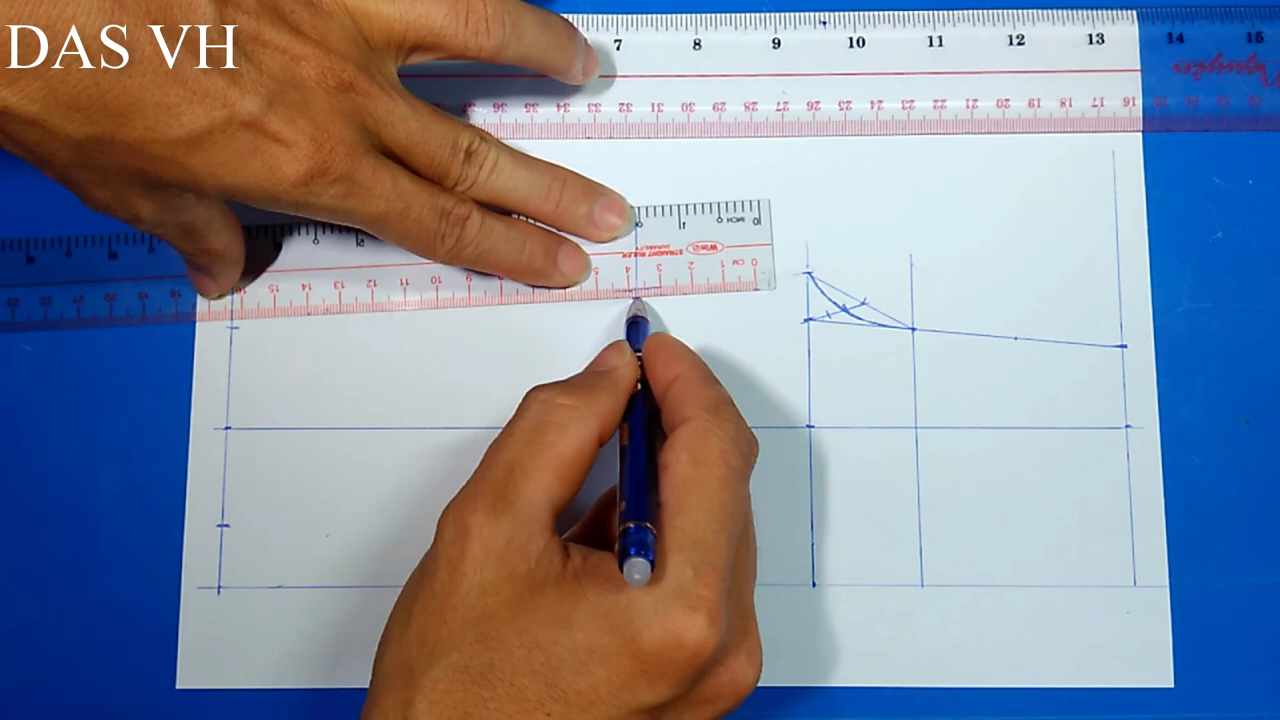 DAS VH
7 8 9 10 11 12 13 14 15
36 35 34 33 32 31 30 29 28 27 26 25 24 23 22 21 20 19 18 17 16
1 0 INCH
STRAIGHT RULER
DURABILITY
Win
CM
15 14 13 12 11 10 9 5 4 3 2 1 0